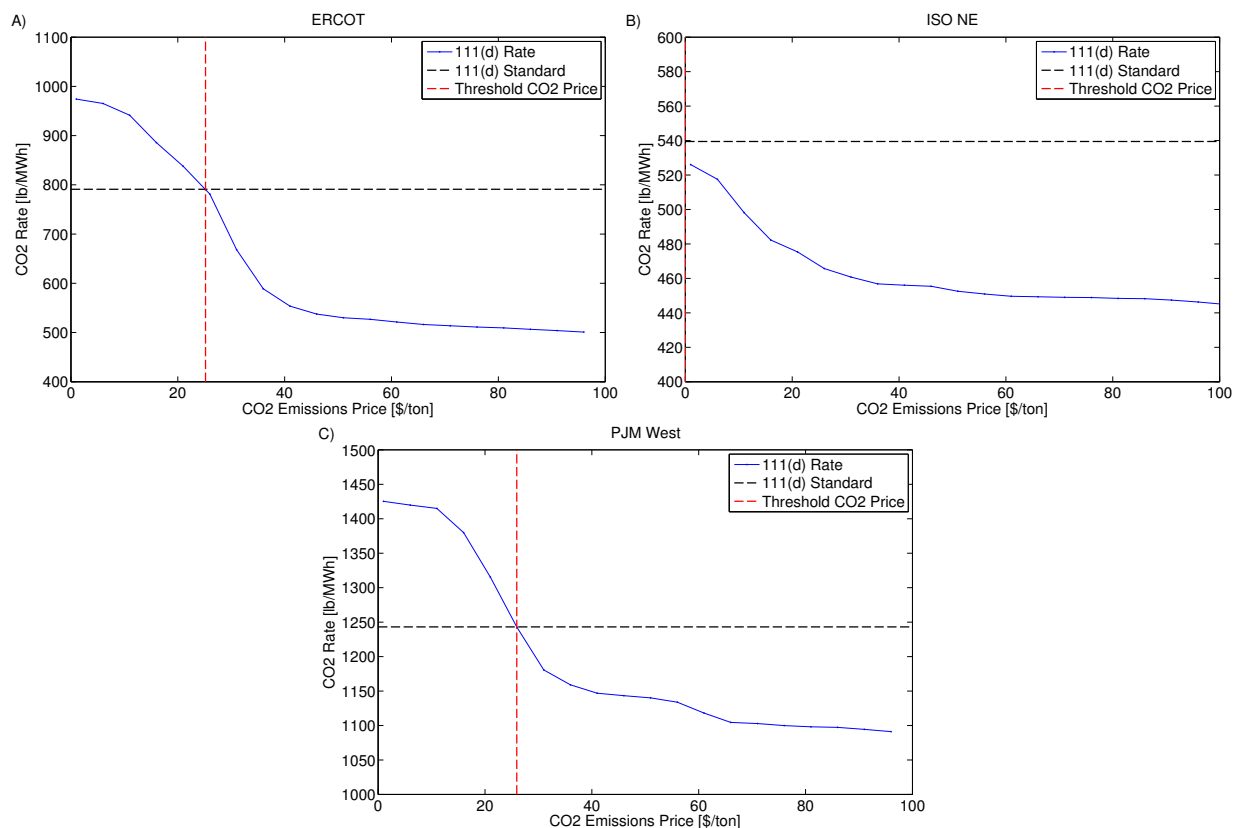 A)
ERCOT
1100
1000
900
800
700
600
500
400
CO2 Rate [lb/MWh]
111(d) Rate
111(d) Standard
Threshold CO2 Price
0 20 40 60 80 100
CO2 Emissions Price [$/ton]
B)
ISO NE
600
580
560
540
520
500
480
460
440
420
400
CO2 Rate [lb/MWh]
111(d) Rate
111(d) Standard
Threshold CO2 Price
0 20 40 60 80 100
CO2 Emissions Price [$/ton]
C)
PJM West
1500
1450
1400
1350
1300
1250
1200
1150
1100
1050
1000
CO2 Rate [lb/MWh]
111(d) Rate
111(d) Standard
Threshold CO2 Price
0 20 40 60 80 100
CO2 Emissions Price [$/ton]